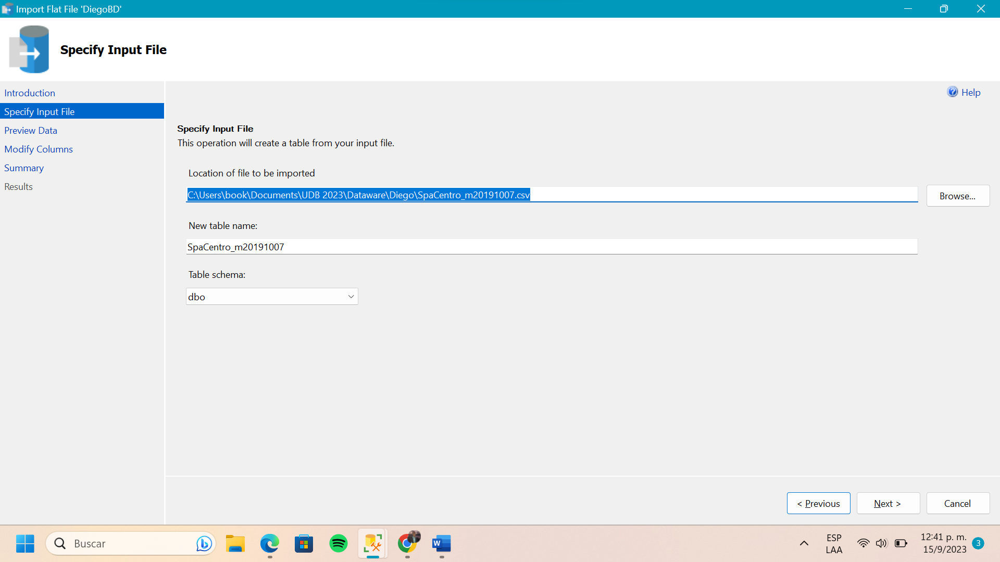 Import Flat File 'DiegoBD'
Specify Input File
Introduction
Specify Input File
Preview Data
Modify Columns
Summary
Results
Help
Specify Input File
This operation will create a table from your input file.
Location of file to be imported
C:\Users\book\Documents\UDB 2023\Dataware\Diego\SpaCentro_m20191007.csv
Browse...
New table name:
SpaCentro_m20191007
Table schema:
dbo
< Previous
Next >
Cancel
Buscar
W
ESP
LAA
12:41 p. m.
15/9/2023
3